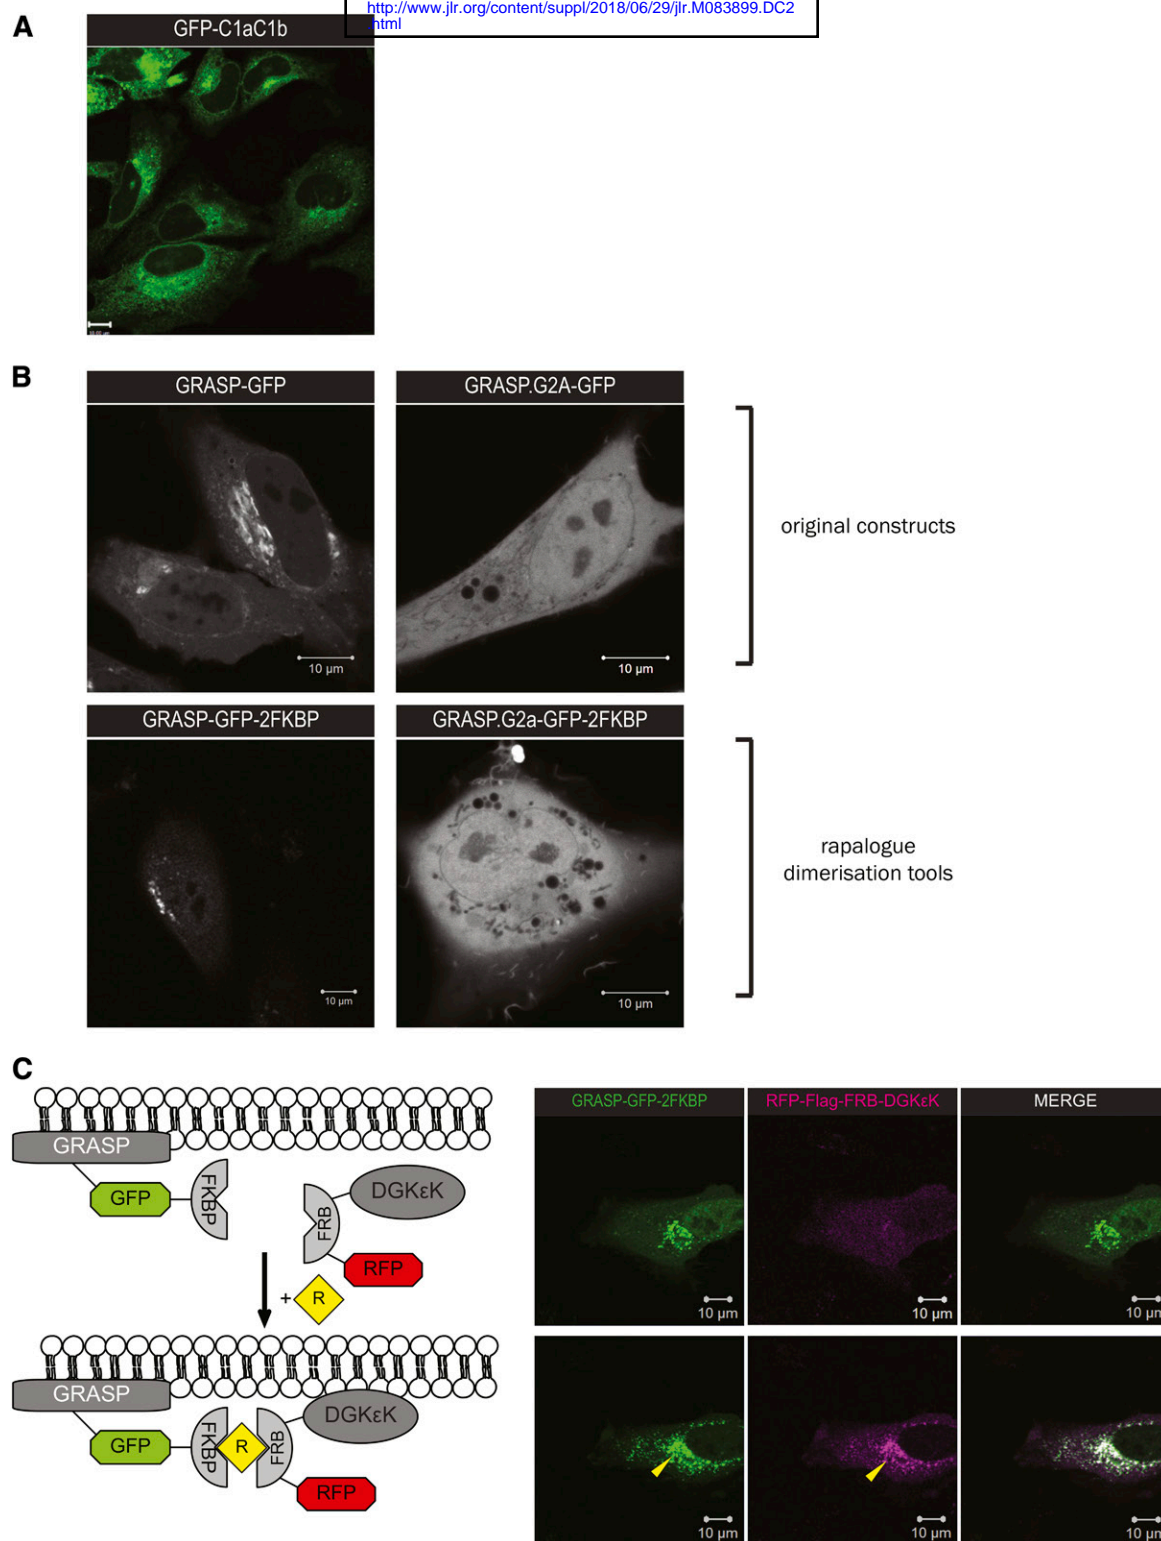 http://www.jlr.org/content/suppl/2018/06/29/jlr.M083899.DC2
.html
A
GFP-C1aC1b
B
GRASP-GFP
GRASP.G2A-GFP
10 µm
10 µm
original constructs
GRASP-GFP-2FKBP
GRASP.G2a-GFP-2FKBP
10 µm
10 µm
rapalogue
dimerisation tools
C
GRASP
GFP
FKBP
FRB
DGKεK
RFP
+
R
GRASP
GFP
FKBP
R
FRB
DGKεK
RFP
GRASP-GFP-2FKBP
RFP-Flag-FRB-DGKεK
MERGE
10 µm
10 µm
10 µm
10 µm
10 µm
10 µm